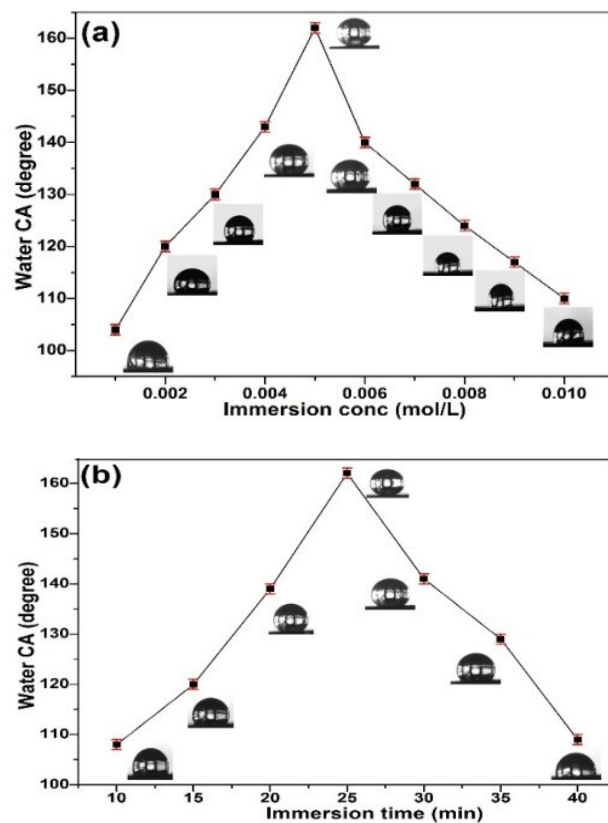 (a)
160
150
140
130
120
110
100
Water CA (degree)
0.002 0.004 0.006 0.008 0.010
Immersion conc (mol/L)
(b)
160
150
140
130
120
110
100
Water CA (degree)
10 15 20 25 30 35 40
Immersion time (min)